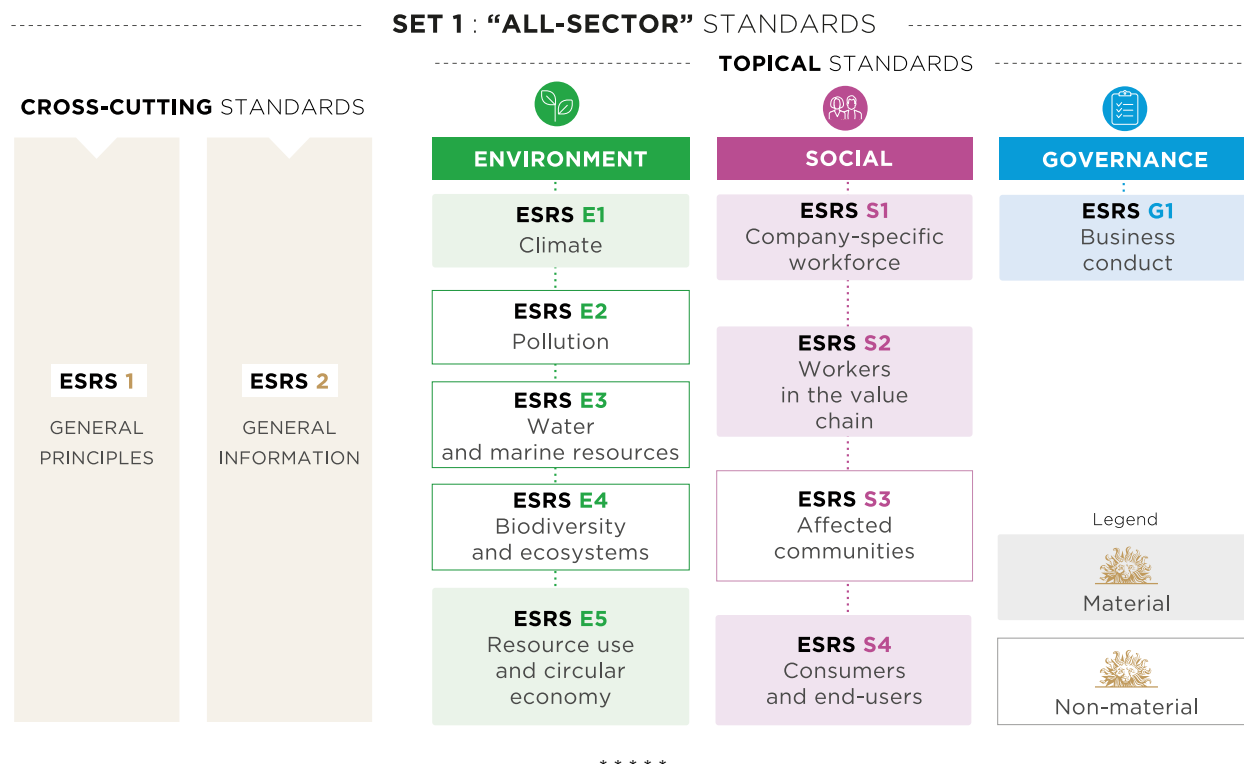 SET 1 : “ALL-SECTOR” STANDARDS
CROSS-CUTTING STANDARDS
ESRS 1
GENERAL
PRINCIPLES
ESRS 2
GENERAL
INFORMATION
TOPICAL STANDARDS
ENVIRONMENT
ESRS E1
Climate
ESRS E2
Pollution
ESRS E3
Water
and marine resources
ESRS E4
Biodiversity
and ecosystems
ESRS E5
Resource use
and circular
economy
SOCIAL
ESRS S1
Company-specific
workforce
ESRS S2
Workers
in the value
chain
ESRS S3
Affected
communities
ESRS S4
Consumers
and end-users
GOVERNANCE
ESRS G1
Business
conduct
Legend
Material
Non-material
* * * * *